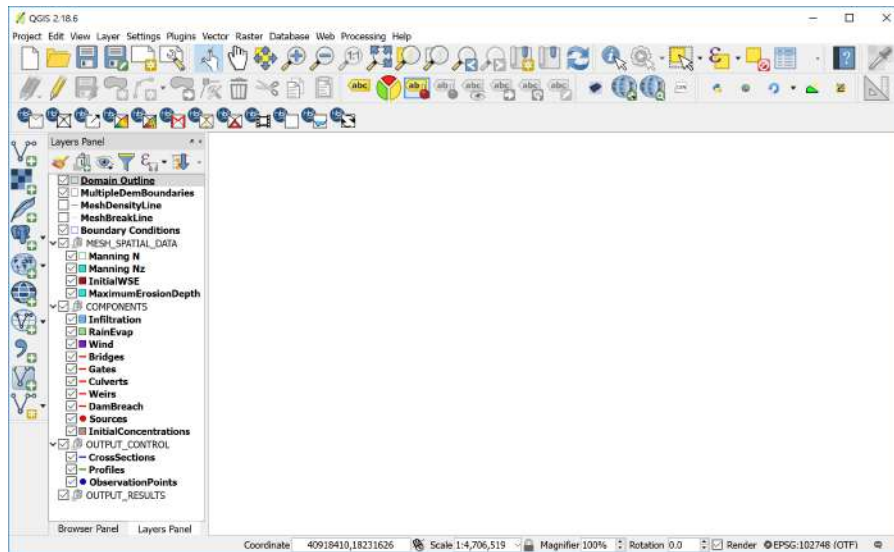 QGIS 2.18.6
Project Edit View Layer Settings Plugins Vector Raster Database Web Processing Help
Layers Panel
Domain Outline
MultipleDemBoundaries
MeshDensityLine
MeshBreakLine
Boundary Conditions
MESH_SPATIAL_DATA
Manning N
Manning Nz
InitialWSE
MaximumErosionDepth
COMPONENTS
Infiltration
RainEvap
Wind
Bridges
Gates
Culverts
Weirs
DamBreach
Sources
InitialConcentrations
OUTPUT_CONTROL
CrossSections
Profiles
ObservationPoints
OUTPUT_RESULTS
Browser Panel Layers Panel
Coordinate 40918410,18231626 Scale 1:4,706,519 Magnifier 100% Rotation 0.0 Render EPSG:102748 (OTF)